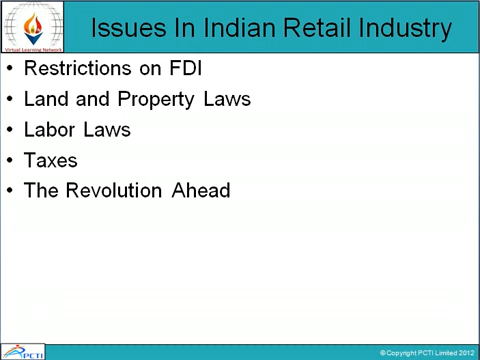 Issues In Indian Retail Industry
Virtual Learning Network
• Restrictions on FDI
• Land and Property Laws
• Labor Laws
• Taxes
• The Revolution Ahead
PCTI
©Copyright PCTI Limited 2012